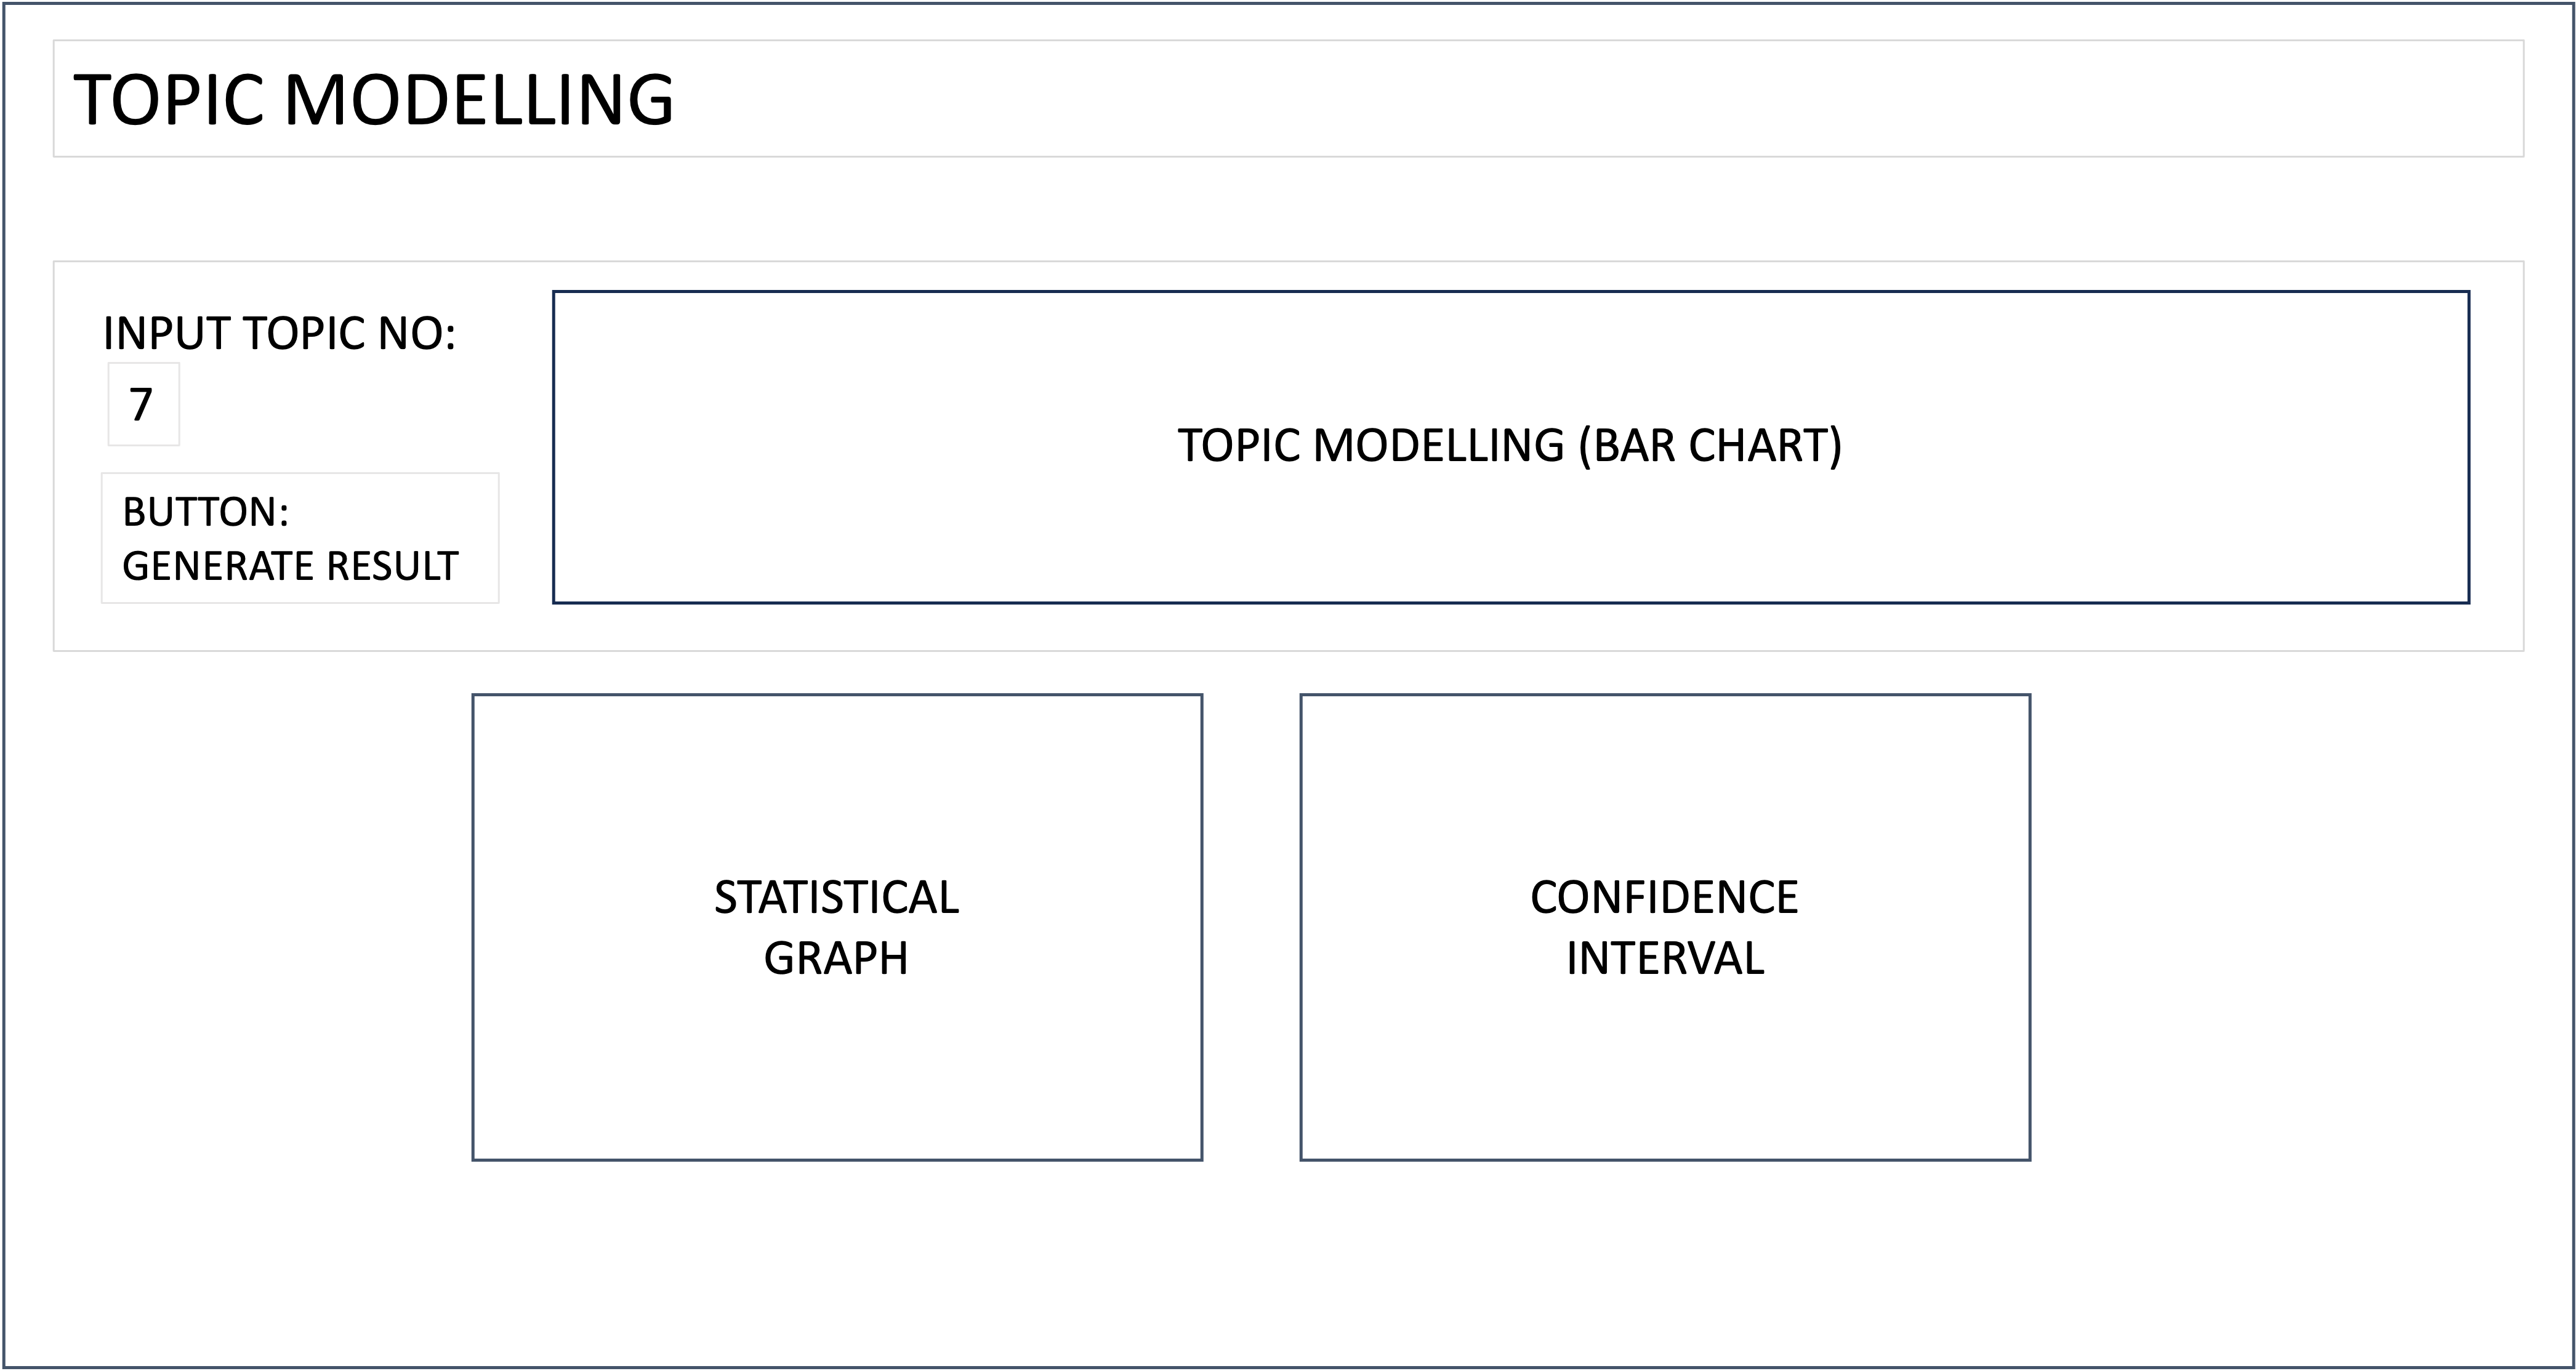 TOPIC MODELLING
INPUT TOPIC NO:
7
BUTTON:
GENERATE RESULT
TOPIC MODELLING (BAR CHART)
STATISTICAL
GRAPH
CONFIDENCE
INTERVAL